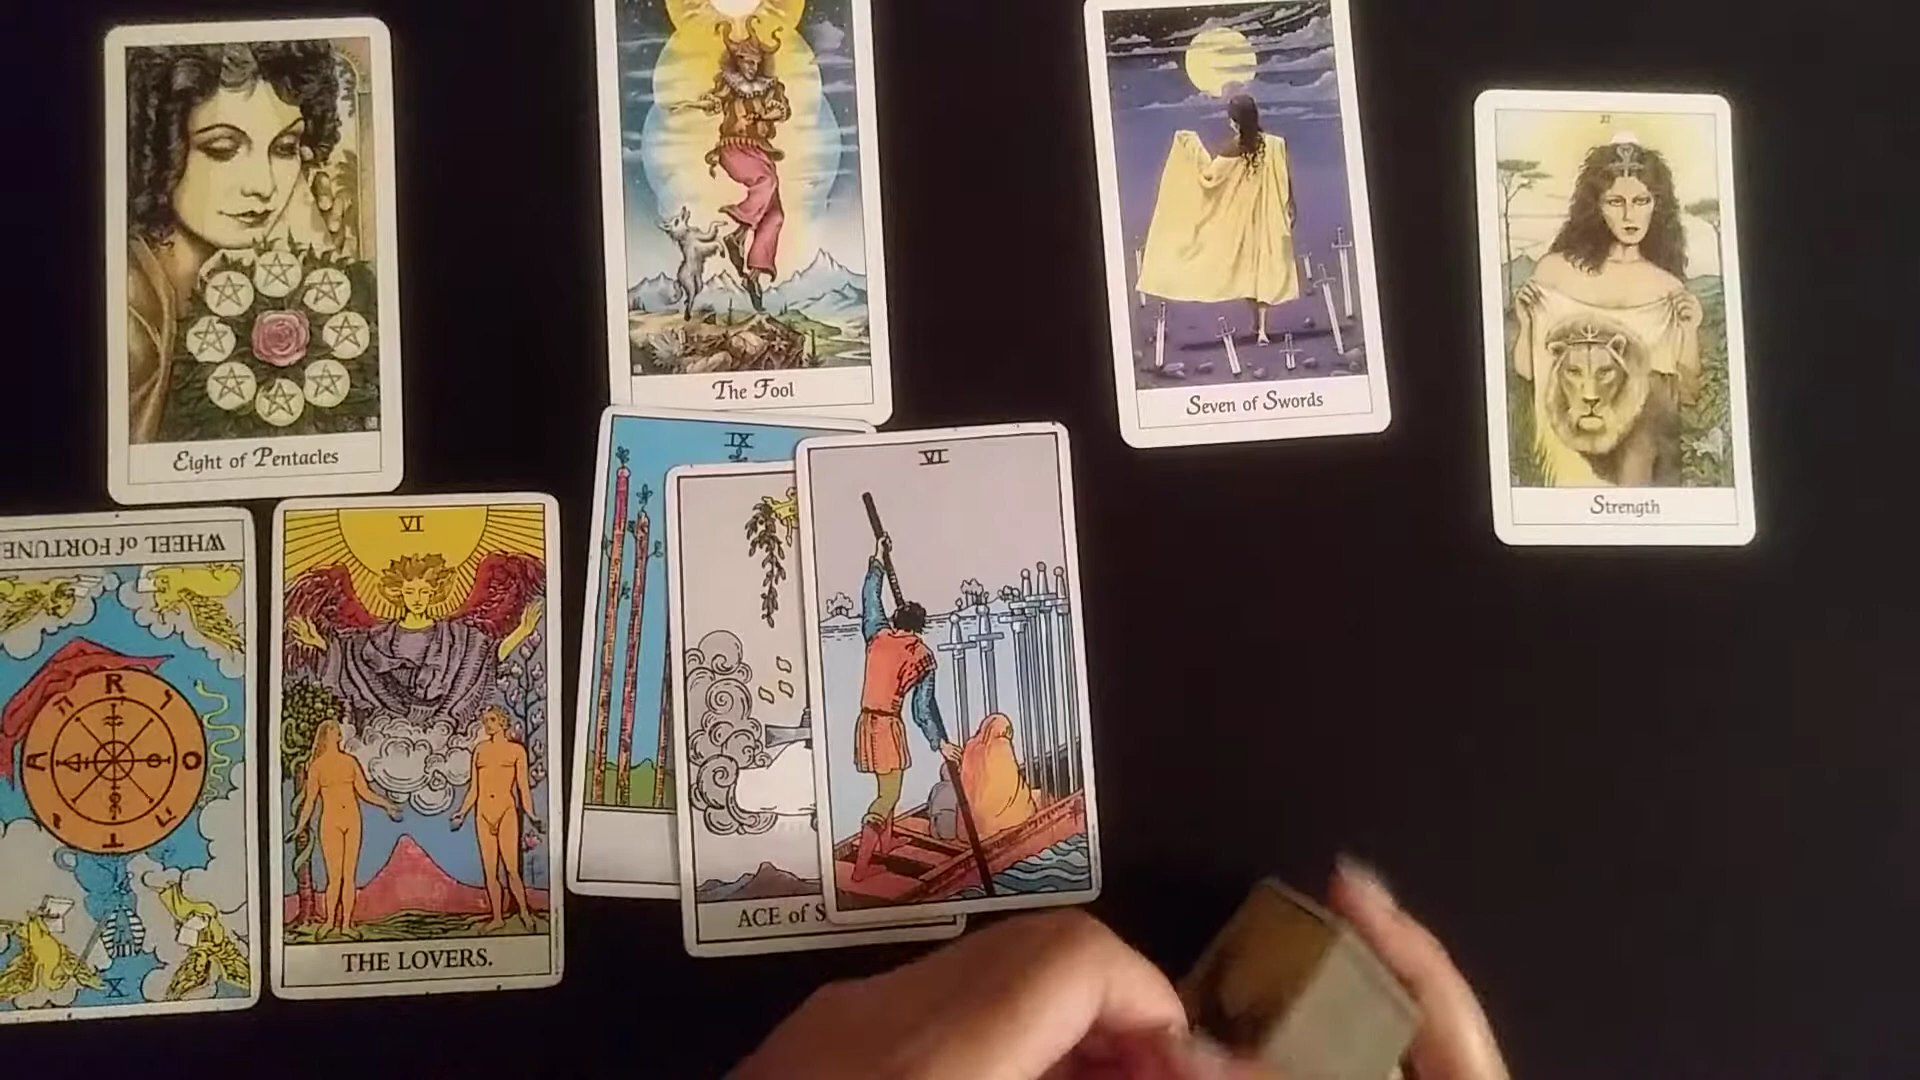 Eight of Pentacles
The Fool
Seven of Swords
XI
Strength
WHEEL of FORTUNE
X
VI
THE LOVERS.
IX
ACE of S
VI